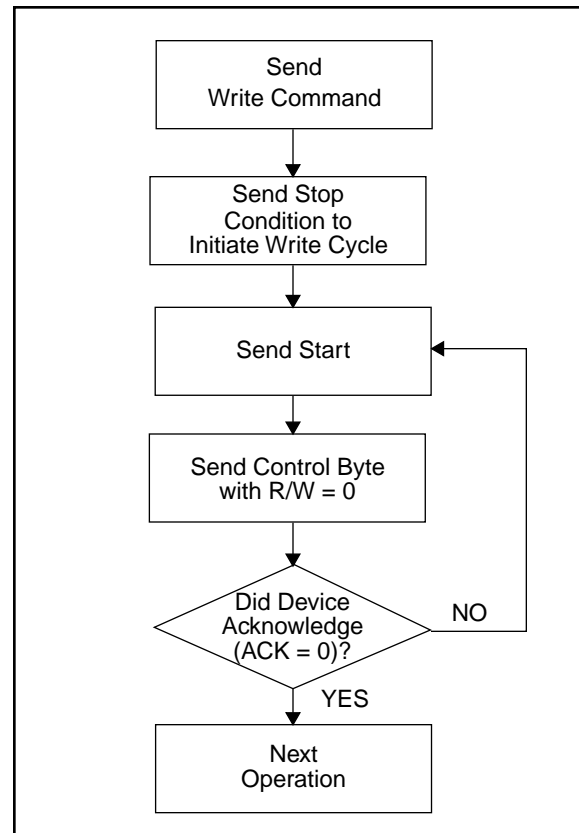 Send
Write Command
Send Stop
Condition to
Initiate Write Cycle
Send Start
Send Control Byte
with R/W = 0
Did Device
Acknowledge
(ACK = 0)?
NO
YES
Next
Operation